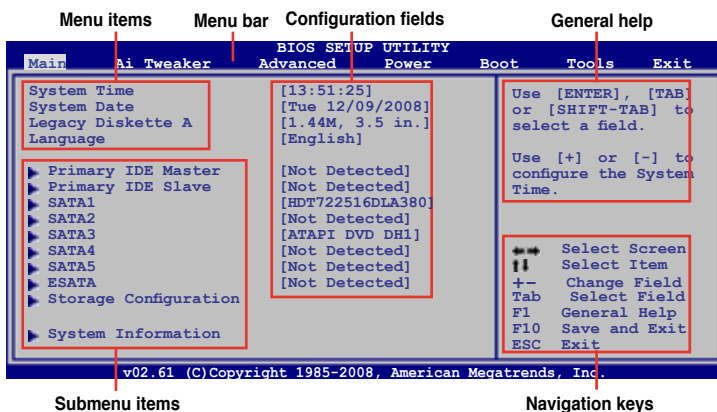 Menu items Menu bar Configuration fields General help
BIOS SETUP UTILITY
Main Ai Tweaker Advanced Power Boot Tools Exit
System Time [13:51:25]
System Date [Tue 12/09/2008]
Legacy Diskette A [1.44M, 3.5 in.]
Language [English]
Primary IDE Master [Not Detected]
Primary IDE Slave [Not Detected]
SATA1 [HDT722516DLA380]
SATA2 [Not Detected]
SATA3 [ATAPI DVD DH1]
SATA4 [Not Detected]
SATA5 [Not Detected]
ESATA [Not Detected]
Storage Configuration
System Information
Use [ENTER], [TAB]
or [SHIFT-TAB] to
select a field.
Use [+] or [-] to
configure the System
Time.
←→ Select Screen
↑↓ Select Item
+- Change Field
Tab Select Field
F1 General Help
F10 Save and Exit
ESC Exit
v02.61 (C)Copyright 1985-2008, American Megatrends, Inc.
Submenu items Navigation keys